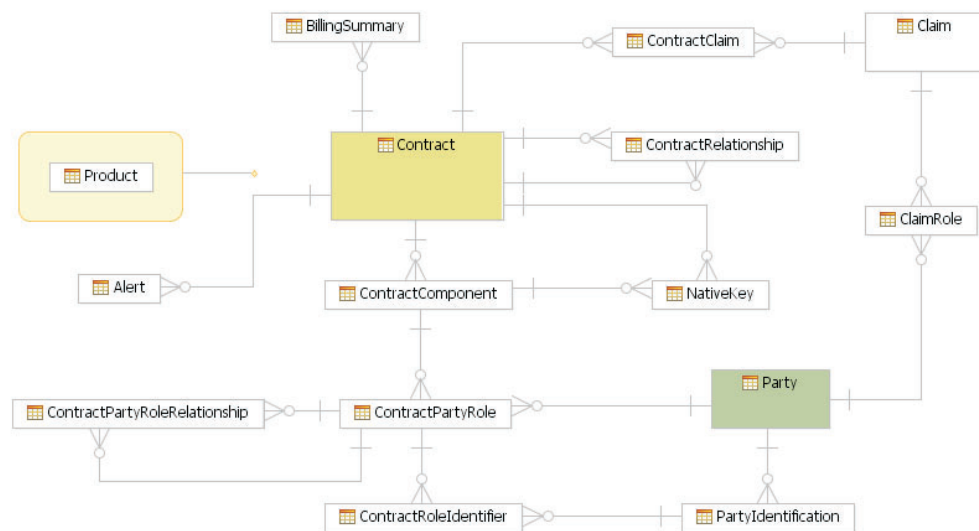 BillingSummary
Claim
ContractClaim
Contract
ContractRelationship
Product
ClaimRole
Alert
ContractComponent
NativeKey
Party
ContractPartyRoleRelationship
ContractPartyRole
ContractRoleIdentifier
PartyIdentification